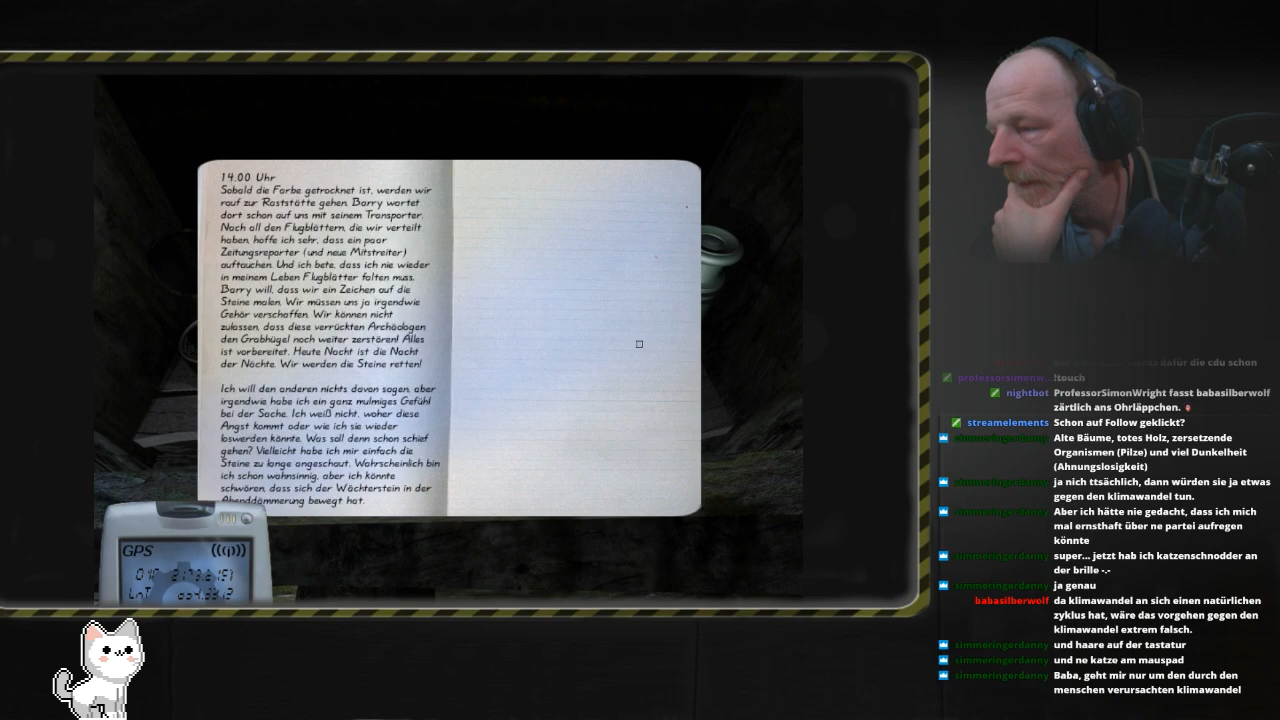 14.00 Uhr
Sobald die Farbe getrocknet ist, werden wir
rauf zur Raststätte gehen. Barry wartet
dort schon auf uns mit seinem Transporter.
Nach all den Flugblättern, die wir verteilt
haben, hoffe ich sehr, dass ein paar
Zeitungsreporter (und neue Mitstreiter)
auftauchen. Und ich bete, dass ich nie wieder
in meinem Leben Flugblätter falten muss.
Barry will, dass wir ein Zeichen auf die
Steine malen. Wir müssen uns ja irgendwie
Gehör verschaffen. Wir können nicht
zulassen, dass diese verrückten Archäologen
den Grabhügel noch weiter zerstören! Alles
ist vorbereitet. Heute Nacht ist die Nacht
der Nächte. Wir werden die Steine retten!
Ich will den anderen nichts davon sagen, aber
irgendwie habe ich ein ganz mulmiges Gefühl
bei der Sache. Ich weiß nicht, woher diese
Angst kommt oder wie ich sie wieder
loswerden könnte. Was soll denn schon schief
gehen? Vielleicht habe ich mir einfach die
Steine zu lange angeschaut. Wahrscheinlich bin
ich schon wahnsinnig, aber ich könnte
schwören, dass sich der Wächterstein in der
Abenddämmerung bewegt hat.
GPS
dafür die cdu schon
professorsimonw... !touch
nightbot ProfessorSimonWright fasst babasilberwolf
zärtlich ans Ohrläppchen.
streamelements Schon auf Follow geklickt?
simmeringerdanny Alte Bäume, totes Holz, zersetzende
Organismen (Pilze) und viel Dunkelheit
(Ahnungslosigkeit)
simmeringerdanny ja nich ttsächlich, dann würden sie ja etwas
gegen den klimawandel tun.
simmeringerdanny Aber ich hätte nie gedacht, dass ich mich
mal ernsthaft über ne partei aufregen
könnte
simmeringerdanny super... jetzt hab ich katzenschnodder an
der brille -.-
simmeringerdanny ja genau
babasilberwolf da klimawandel an sich einen natürlichen
zyklus hat, wäre das vorgehen gegen den
klimawandel extrem falsch.
simmeringerdanny und haare auf der tastatur
simmeringerdanny und ne katze am mauspad
simmeringerdanny Baba, geht mir nur um den durch den
menschen verursachten klimawandel